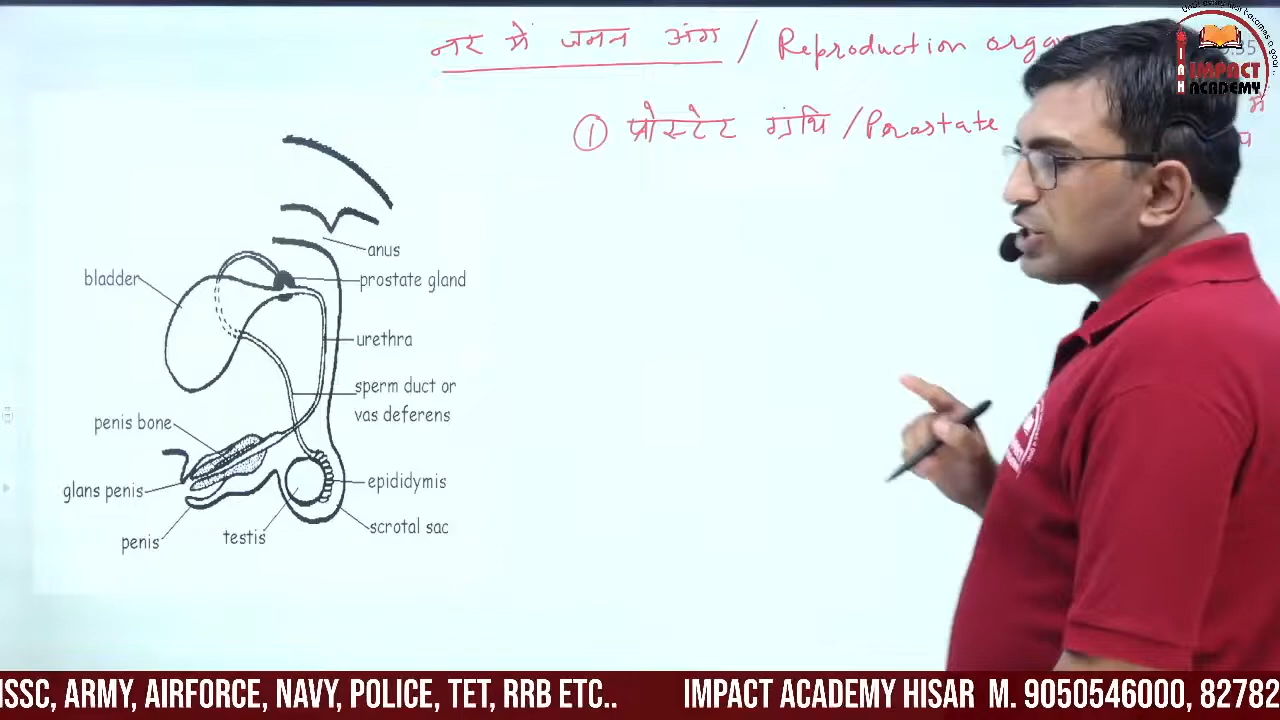 नर में जनन अंग / Reproduction orga
① प्रोस्टेट ग्रंथि / Porastate
में
प
IMPACT
ACADEMY
anus
bladder
prostate gland
urethra
sperm duct or
vas deferens
penis bone
epididymis
glans penis
scrotal sac
testis
penis
HSSC, ARMY, AIRFORCE, NAVY, POLICE, TET, RRB ETC.. IMPACT ACADEMY HISAR M. 9050546000, 82782